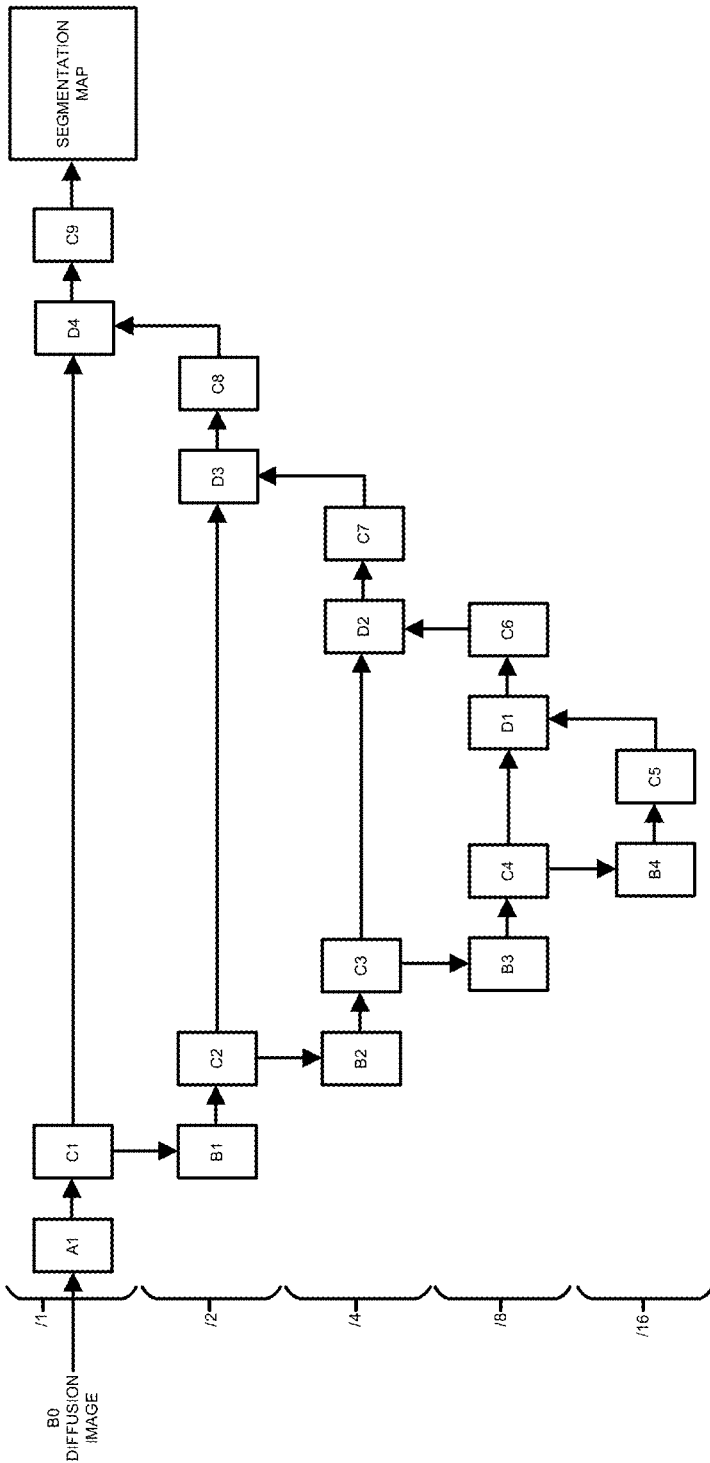 B0
DIFFUSION
IMAGE
/1
A1
C1
D4
C9
SEGMENTATION
MAP
/2
B1
C2
D3
C8
/4
B2
C3
D2
C7
/8
B3
C4
D1
C6
/16
B4
C5